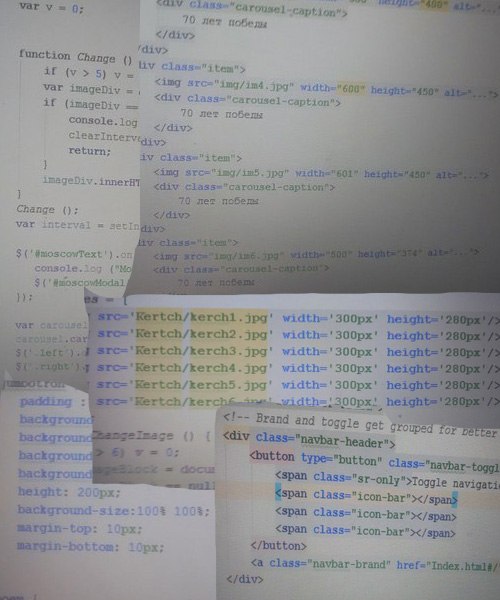 var v = 0;
function Change ()
if (v > 5) v =
var imageDiv =
if (imageDiv ==
console.log
clearInterva
return;
}
imageDiv.innerHT
}
Change ();
var interval = setIn
$('#moscowText').on
console.log ("Mo
$('#moscowModal
});
var carousel
carousel.car
$('.left').
$('.right').
<div class="carousel-caption">
70 лет победы
</div>
/div>
div class="item">
<img src="img/im4.jpg" width="600" height="450" alt="...">
<div class="carousel-caption">
70 лет победы
</div>
/div>
iv class="item">
<img src="img/im5.jpg" width="601" height="450" alt="...">
<div class="carousel-caption">
70 лет победы
</div>
/div>
div class="item">
<img src="img/im6.jpg" width="500" height="374" alt="...">
<div class="carousel-caption">
70 лет победы
src='Kertch/kerch1.jpg' width='300px' height='280px'/>
src='Kertch/kerch2.jpg' width='300px' height='280px'/>
src='Kertch/kerch3.jpg' width='300px' height='280px'/>
src='Kertch/kerch4.jpg' width='300px' height='280px'/>
src='Kertch/kerch5.jpg' width='300px' height='280px'/>
src='Kertch/kerch6.jpg' width='300px' height='280px'/>
jumbotron
padding :
background
background
background
background
height: 200px;
background-size:100% 100%;
margin-top: 10px;
margin-bottom: 10px;
hangeImage () {
> 6) v = 0;
ageBlock = docum
== null
<!-- Brand and toggle get grouped for better
<div class="navbar-header">
<button type="button" class="navbar-toggl
<span class="sr-only">Toggle navigatio
<span class="icon-bar"></span>
<span class="icon-bar"></span>
<span class="icon-bar"></span>
</button>
<a class="navbar-brand" href="Index.html#/
</div>